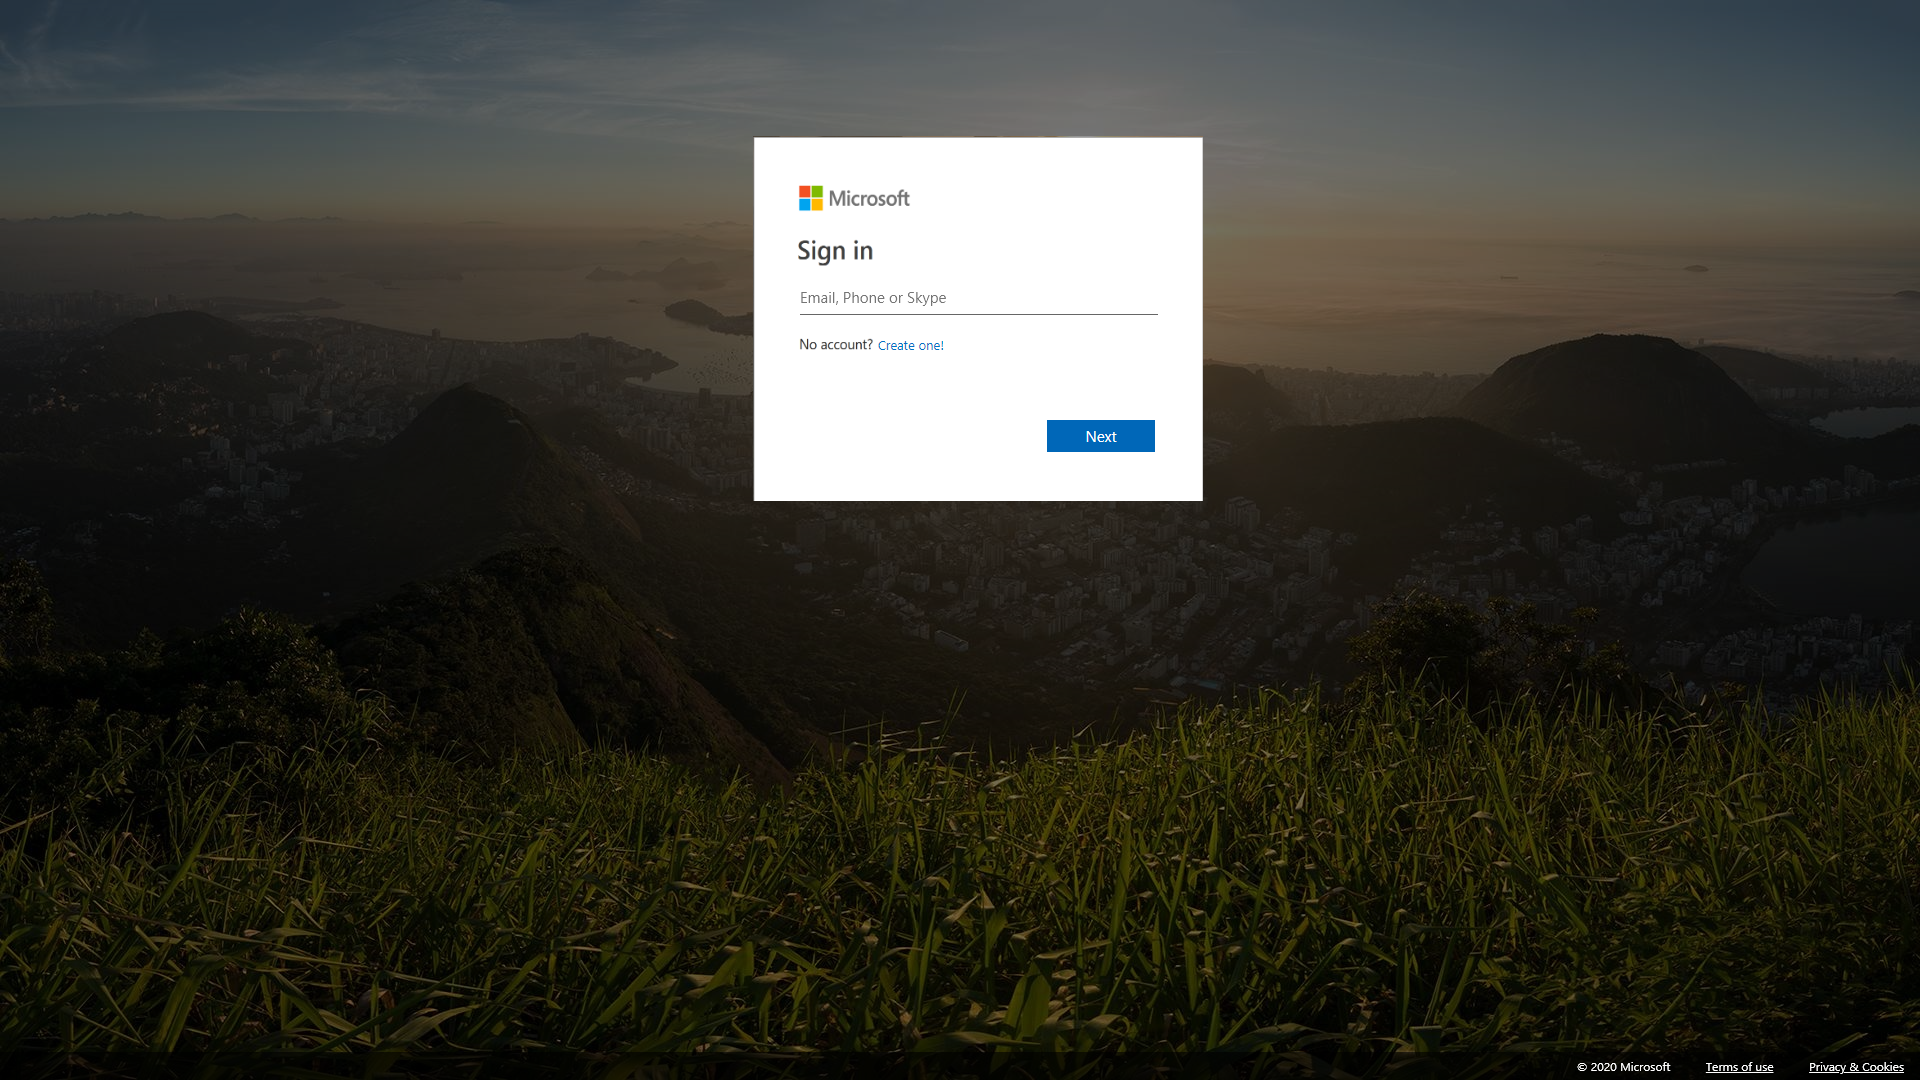 Microsoft
Sign in
Email, Phone or Skype
No account? Create one!
Next
© 2020 Microsoft Terms of use Privacy & Cookies